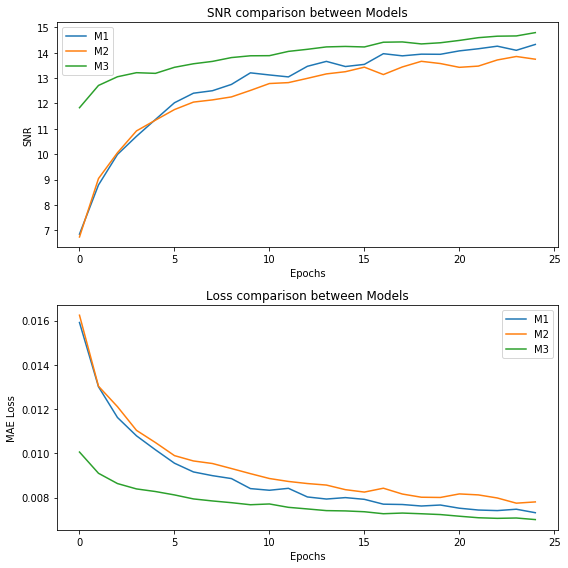 SNR comparison between Models
15
14
13
12
11
10
9
8
7
SNR
M1
M2
M3
0 5 10 15 20 25
Epochs
Loss comparison between Models
0.016
0.014
0.012
0.010
0.008
MAE Loss
M1
M2
M3
0 5 10 15 20 25
Epochs